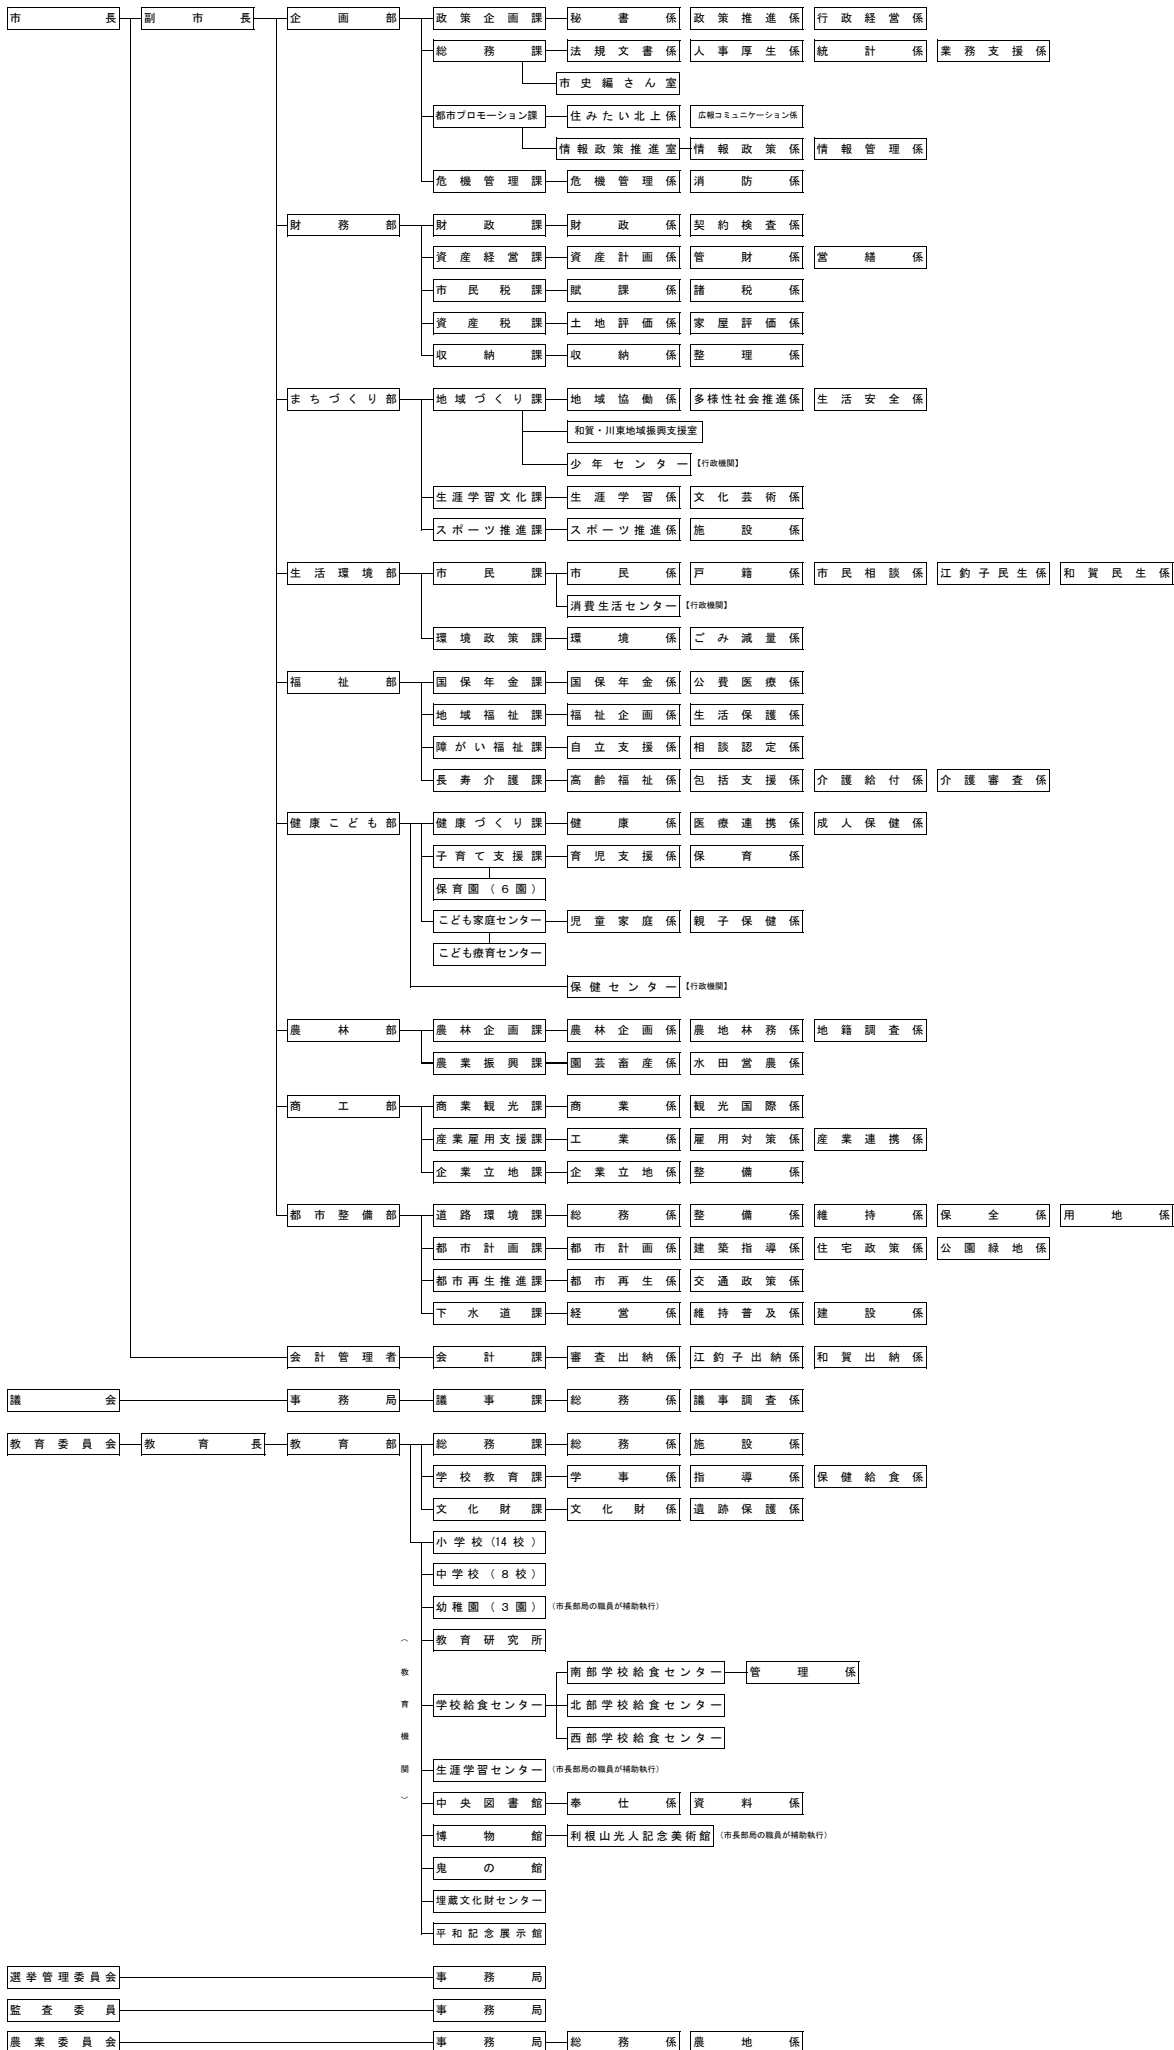 市長 副市長 企画部 政策企画課 秘書係 政策推進係 行政経営係
総務課 法規文書係 人事厚生係 統計係 業務支援係
市史編さん室
都市プロモーション課 住みたい北上係 広報コミュニケーション係
情報政策推進室 情報政策係 情報管理係
危機管理課 危機管理係 消防係
財務部 財政課 財政係 契約検査係
資産経営課 資産計画係 管財係 営繕係
市民税課 賦課係 諸税係
資産税課 土地評価係 家屋評価係
収納課 収納係 整理係
まちづくり部 地域づくり課 地域協働係 多様性社会推進係 生活安全係
和賀・川東地域振興支援室
少年センター 【行政機関】
生涯学習文化課 生涯学習係 文化芸術係
スポーツ推進課 スポーツ推進係 施設係
生活環境部 市民課 市民係 戸籍係 市民相談係 江釣子民生係 和賀民生係
消費生活センター 【行政機関】
環境政策課 環境係 ごみ減量係
福祉部 国保年金課 国保年金係 公費医療係
地域福祉課 福祉企画係 生活保護係
障がい福祉課 自立支援係 相談認定係
長寿介護課 高齢福祉係 包括支援係 介護給付係 介護審査係
健康こども部 健康づくり課 健康係 医療連携係 成人保健係
子育て支援課 育児支援係 保育係
保育園（６園）
こども家庭センター 児童家庭係 親子保健係
こども療育センター
保健センター 【行政機関】
農林部 農林企画課 農林企画係 農地林務係 地籍調査係
農業振興課 園芸畜産係 水田営農係
商工部 商業観光課 商業係 観光国際係
産業雇用支援課 工業係 雇用対策係 産業連携係
企業立地課 企業立地係 整備係
都市整備部 道路環境課 総務係 整備係 維持係 保全係 用地係
都市計画課 都市計画係 建築指導係 住宅政策係 公園緑地係
都市再生推進課 都市再生係 交通政策係
下水道課 経営係 維持普及係 建設係
会計管理者 会計課 審査出納係 江釣子出納係 和賀出納係
議会 事務局 議事課 総務係 議事調査係
教育委員会 教育長 教育部 総務課 総務係 施設係
学校教育課 学事係 指導係 保健給食係
文化財課 文化財係 遺跡保護係
小学校（14校）
中学校（８校）
幼稚園（３園） （市長部局の職員が補助執行）
（教育機関）
教育研究所
南部学校給食センター 管理係
学校給食センター 北部学校給食センター
西部学校給食センター
生涯学習センター （市長部局の職員が補助執行）
中央図書館 奉仕係 資料係
博物館 利根山光人記念美術館 （市長部局の職員が補助執行）
鬼の館
埋蔵文化財センター
平和記念展示館
選挙管理委員会 事務局
監査委員 事務局
農業委員会 事務局 総務係 農地係